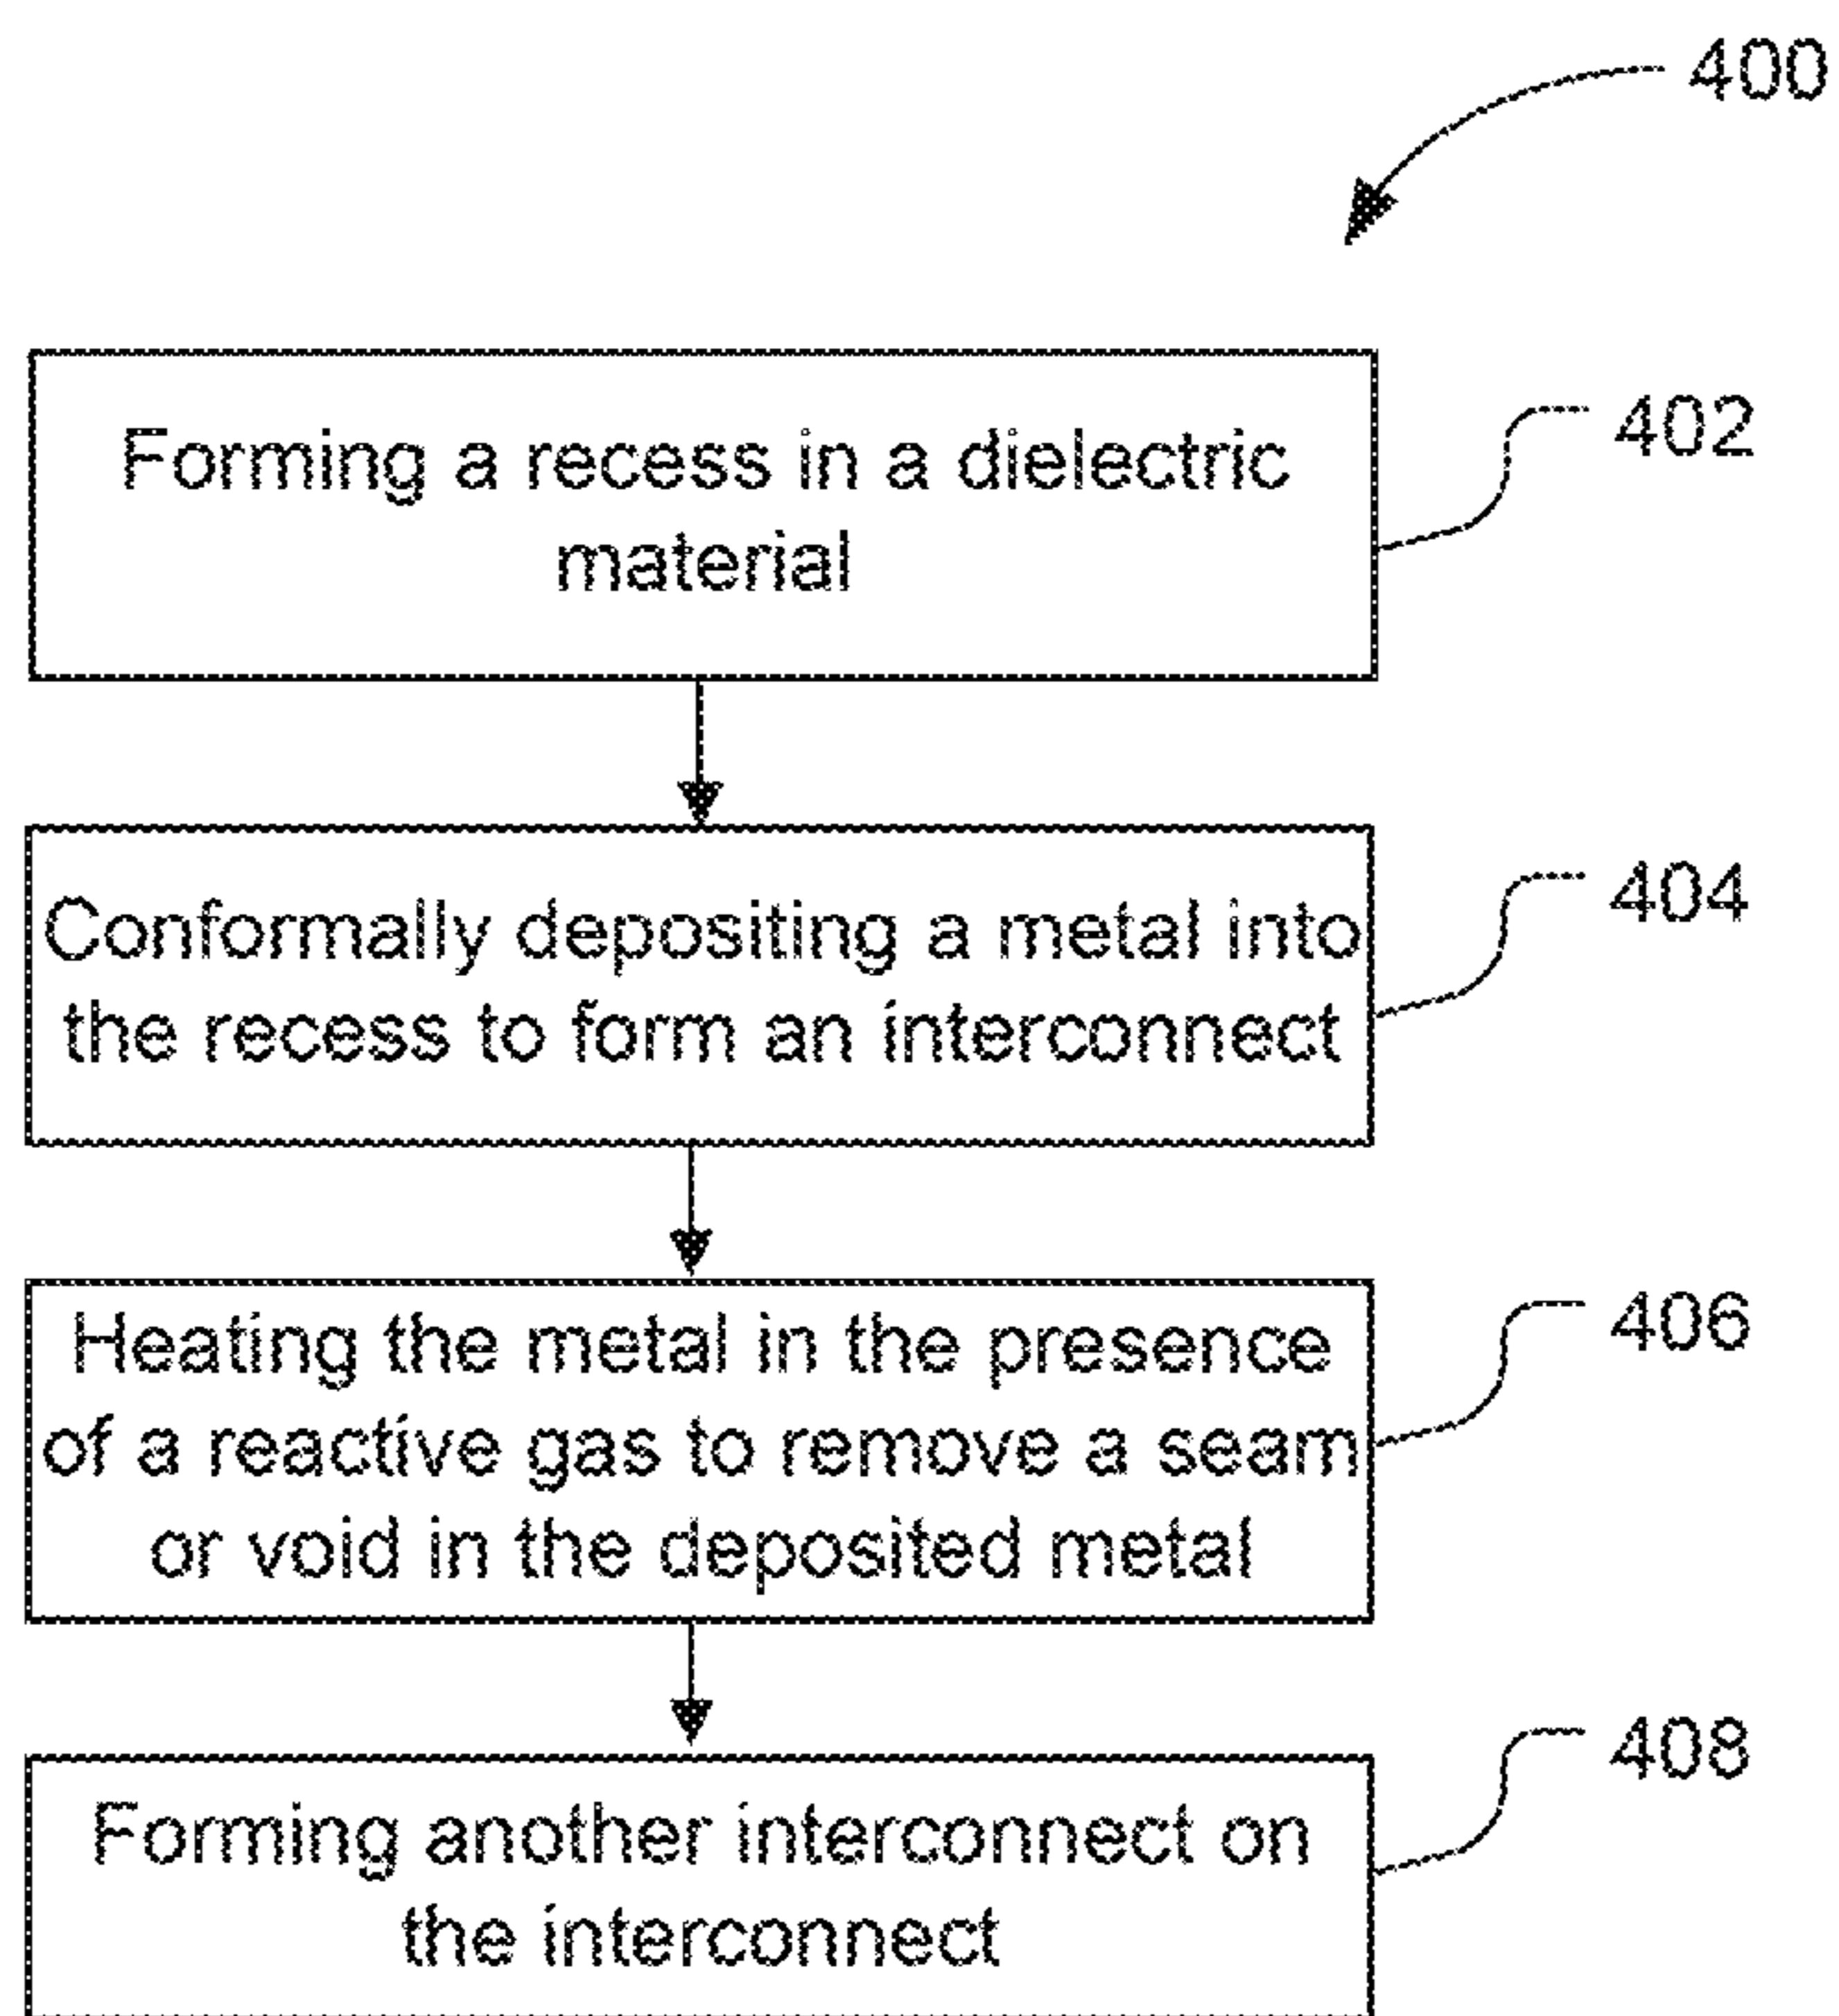 400
Forming a recess in a dielectric
material
402
Conformally depositing a metal into
the recess to form an interconnect
404
Heating the metal in the presence
of a reactive gas to remove a seam
or void in the deposited metal
406
Forming another interconnect on
the interconnect
408